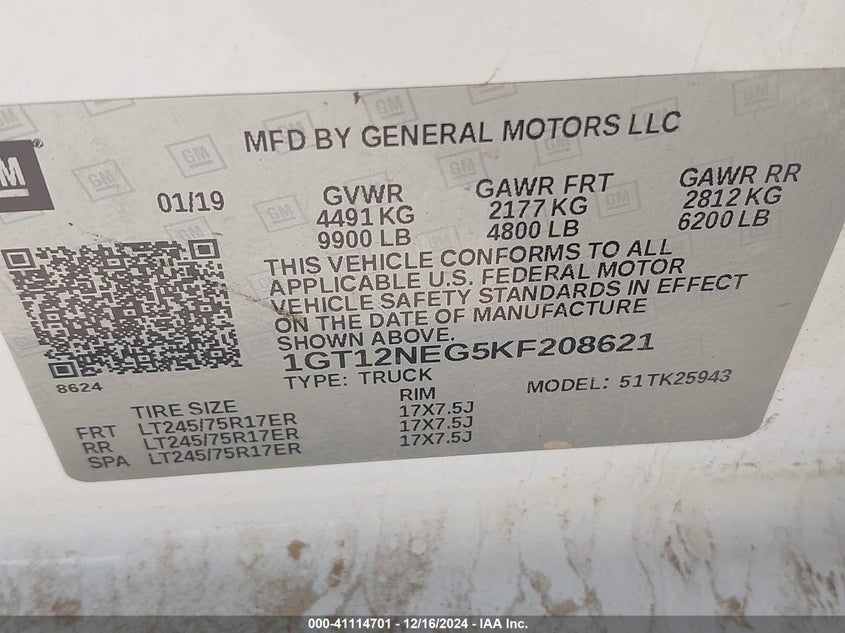 GM
®
MFD BY GENERAL MOTORS LLC
01/19
GVWR
4491 KG
9900 LB
GAWR FRT
2177 KG
4800 LB
GAWR RR
2812 KG
6200 LB
THIS VEHICLE CONFORMS TO ALL
APPLICABLE U.S. FEDERAL MOTOR
VEHICLE SAFETY STANDARDS IN EFFECT
ON THE DATE OF MANUFACTURE
SHOWN ABOVE.
1GT12NEG5KF208621
8624
TYPE: TRUCK
MODEL: 51TK25943
TIRE SIZE
RIM
FRT LT245/75R17ER 17X7.5J
RR LT245/75R17ER 17X7.5J
SPA LT245/75R17ER 17X7.5J
000-41114701 - 12/16/2024 - IAA Inc.